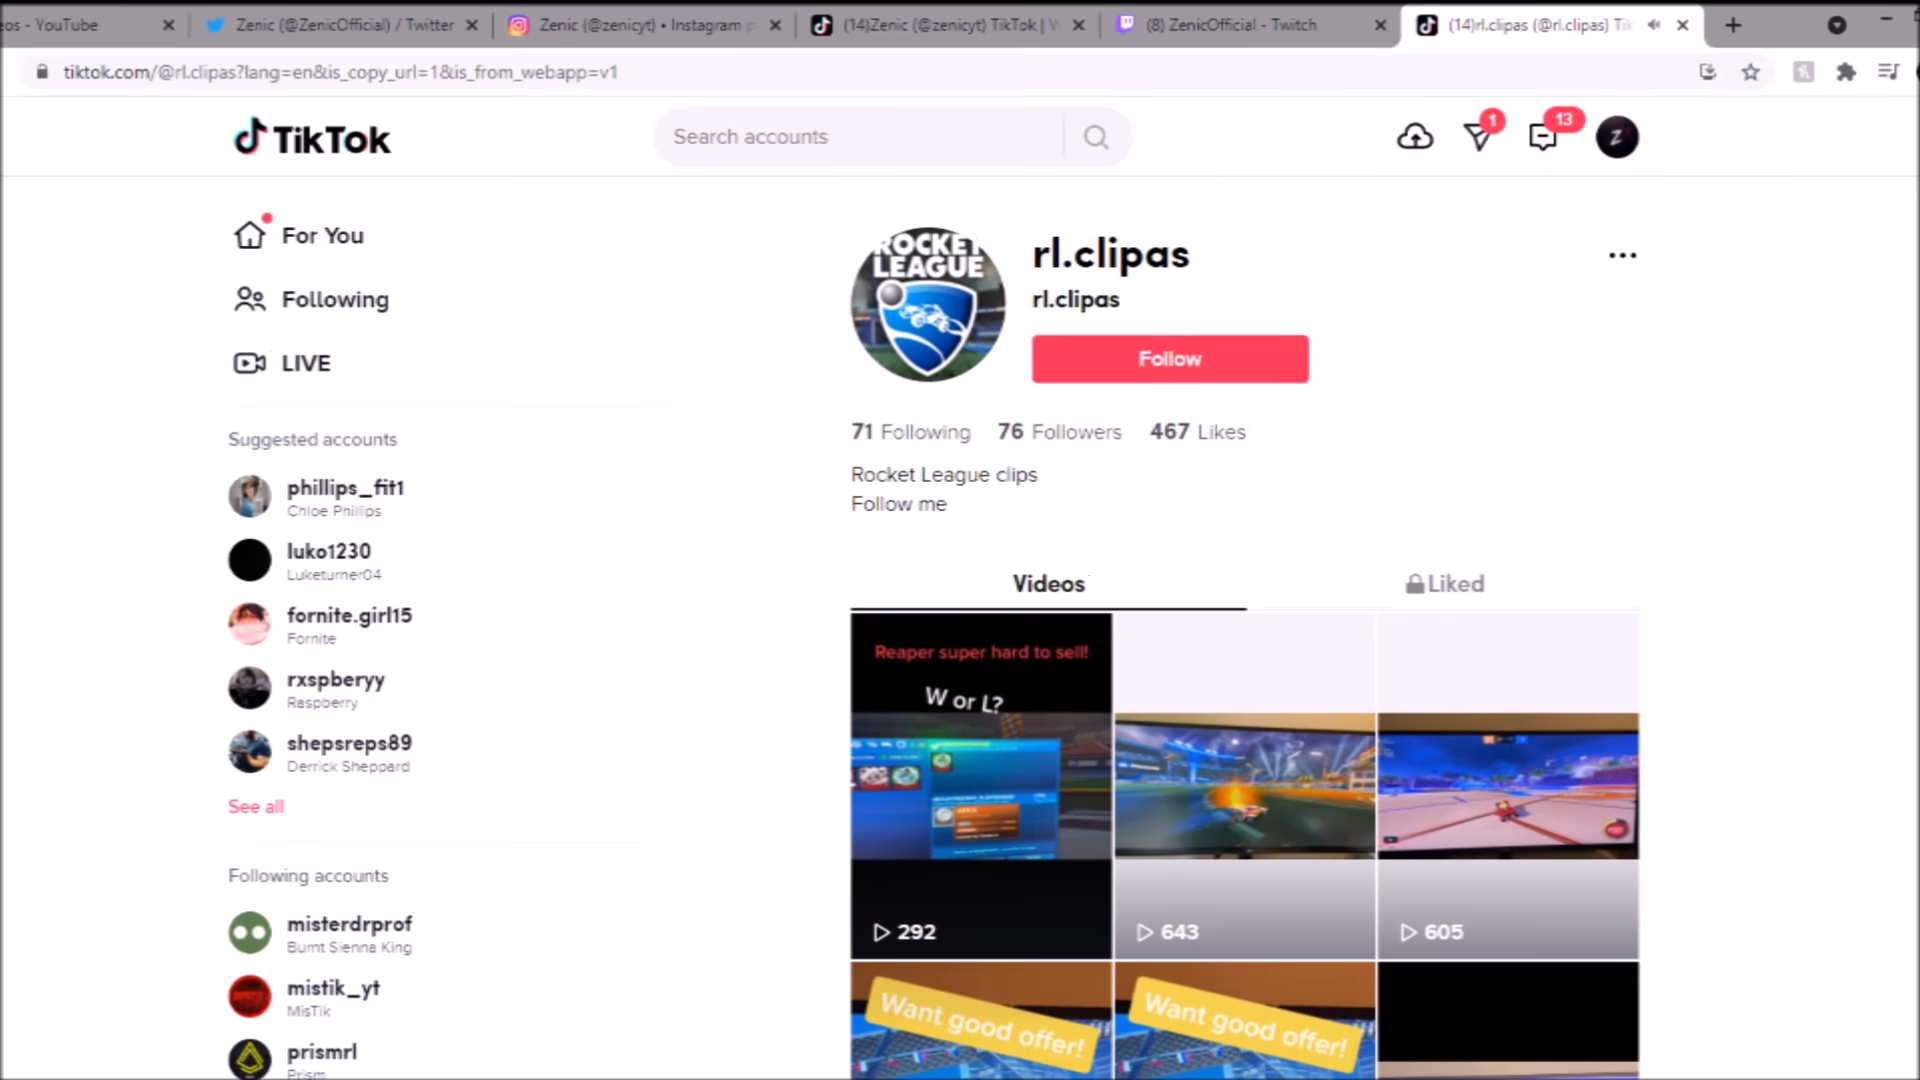 os - YouTube
Zenic (@ZenicOfficial) / Twitter
Zenic (@zenicyt) • Instagram p
(14)Zenic (@zenicyt) TikTok | W
(8) ZenicOfficial - Twitch
(14)rl.clipas (@rl.clipas) Tik
tiktok.com/@rl.clipas?lang=en&is_copy_url=1&is_from_webapp=v1
TikTok
Search accounts
1
13
Z
For You
Following
LIVE
Suggested accounts
phillips_fit1
Chloe Phillips
luko1230
Luketurner04
fornite.girl15
Fornite
rxspberyy
Raspberry
shepsreps89
Derrick Sheppard
See all
Following accounts
misterdrprof
Burnt Sienna King
mistik_yt
MisTik
prismrl
Prism
ROCKET
LEAGUE
rl.clipas
rl.clipas
Follow
71 Following 76 Followers 467 Likes
Rocket League clips
Follow me
Videos
Liked
Reaper super hard to sell!
W or L?
APEX
292
643
605
Want good offer!
Want good offer!